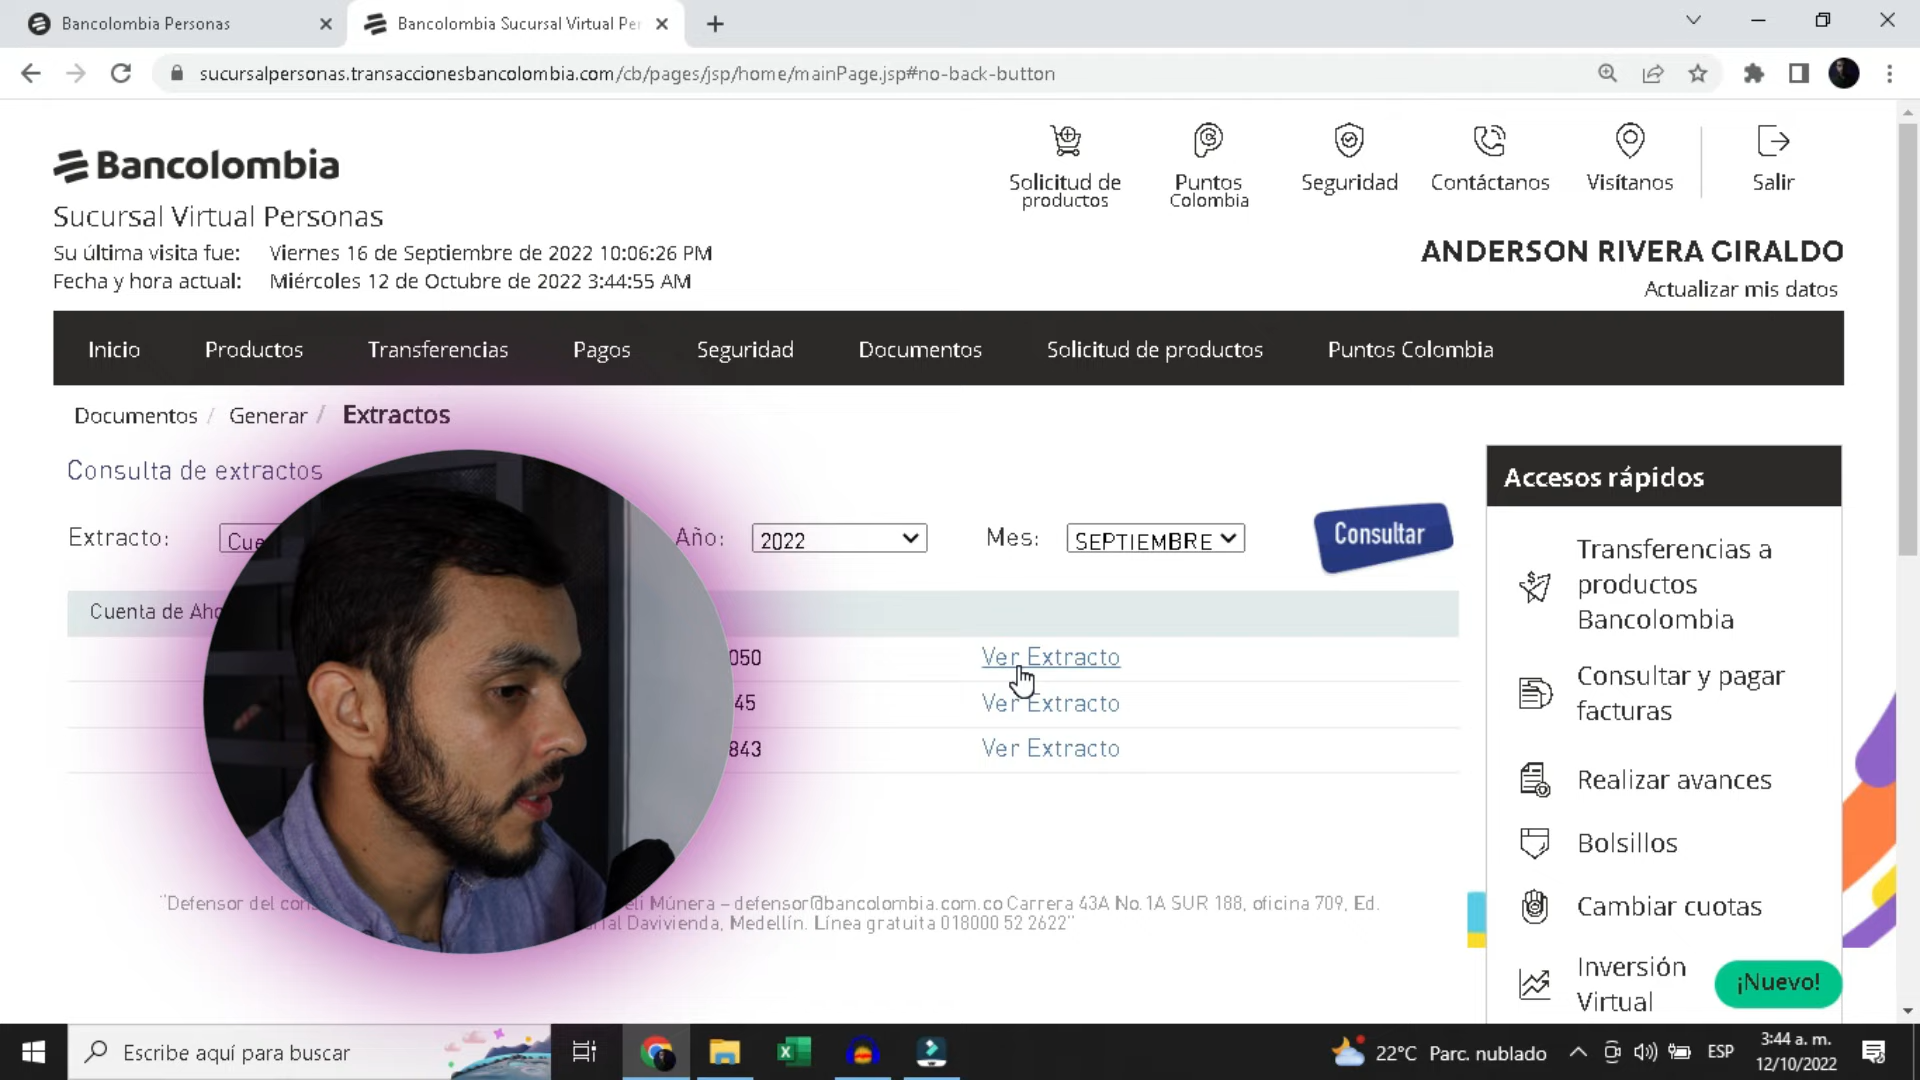 Bancolombia Personas
Bancolombia Sucursal Virtual Per
sucursalpersonas.transaccionesbancolombia.com/cb/pages/jsp/home/mainPage.jsp#no-back-button
Bancolombia
Sucursal Virtual Personas
Su última visita fue: Viernes 16 de Septiembre de 2022 10:06:26 PM
Fecha y hora actual: Miércoles 12 de Octubre de 2022 3:44:55 AM
Solicitud de productos
Puntos Colombia
Seguridad
Contáctanos
Visítanos
Salir
ANDERSON RIVERA GIRALDO
Actualizar mis datos
Inicio Productos Transferencias Pagos Seguridad Documentos Solicitud de productos Puntos Colombia
Documentos / Generar / Extractos
Consulta de extractos
Extracto: Cue Año: 2022 Mes: SEPTIEMBRE Consultar
Cuenta de Aho
050 Ver Extracto
45 Ver Extracto
843 Ver Extracto
"Defensor del con
elí Múnera – defensor@bancolombia.com.co Carrera 43A No.1A SUR 188, oficina 709, Ed.
ial Davivienda, Medellín. Línea gratuita 018000 52 2622"
Accesos rápidos
Transferencias a
productos
Bancolombia
Consultar y pagar
facturas
Realizar avances
Bolsillos
Cambiar cuotas
Inversión
Virtual
¡Nuevo!
Escribe aquí para buscar
22°C Parc. nublado
ESP
3:44 a. m.
12/10/2022